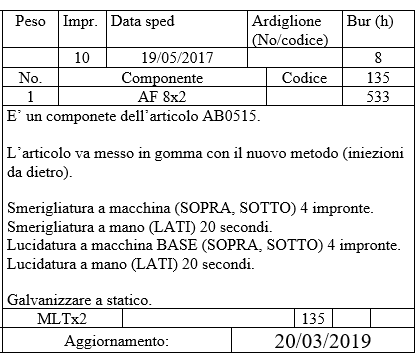 Peso Impr. Data sped Ardiglione (No/codice) Bur (h)
10 19/05/2017 8
No. Componente Codice 135
1 AF 8x2 533
E’ un componete dell’articolo AB0515.
L’articolo va messo in gomma con il nuovo metodo (iniezioni
da dietro).
Smerigliatura a macchina (SOPRA, SOTTO) 4 impronte.
Smerigliatura a mano (LATI) 20 secondi.
Lucidatura a macchina BASE (SOPRA, SOTTO) 4 impronte.
Lucidatura a mano (LATI) 20 secondi.
Galvanizzare a statico.
MLTx2 135
Aggiornamento: 20/03/2019